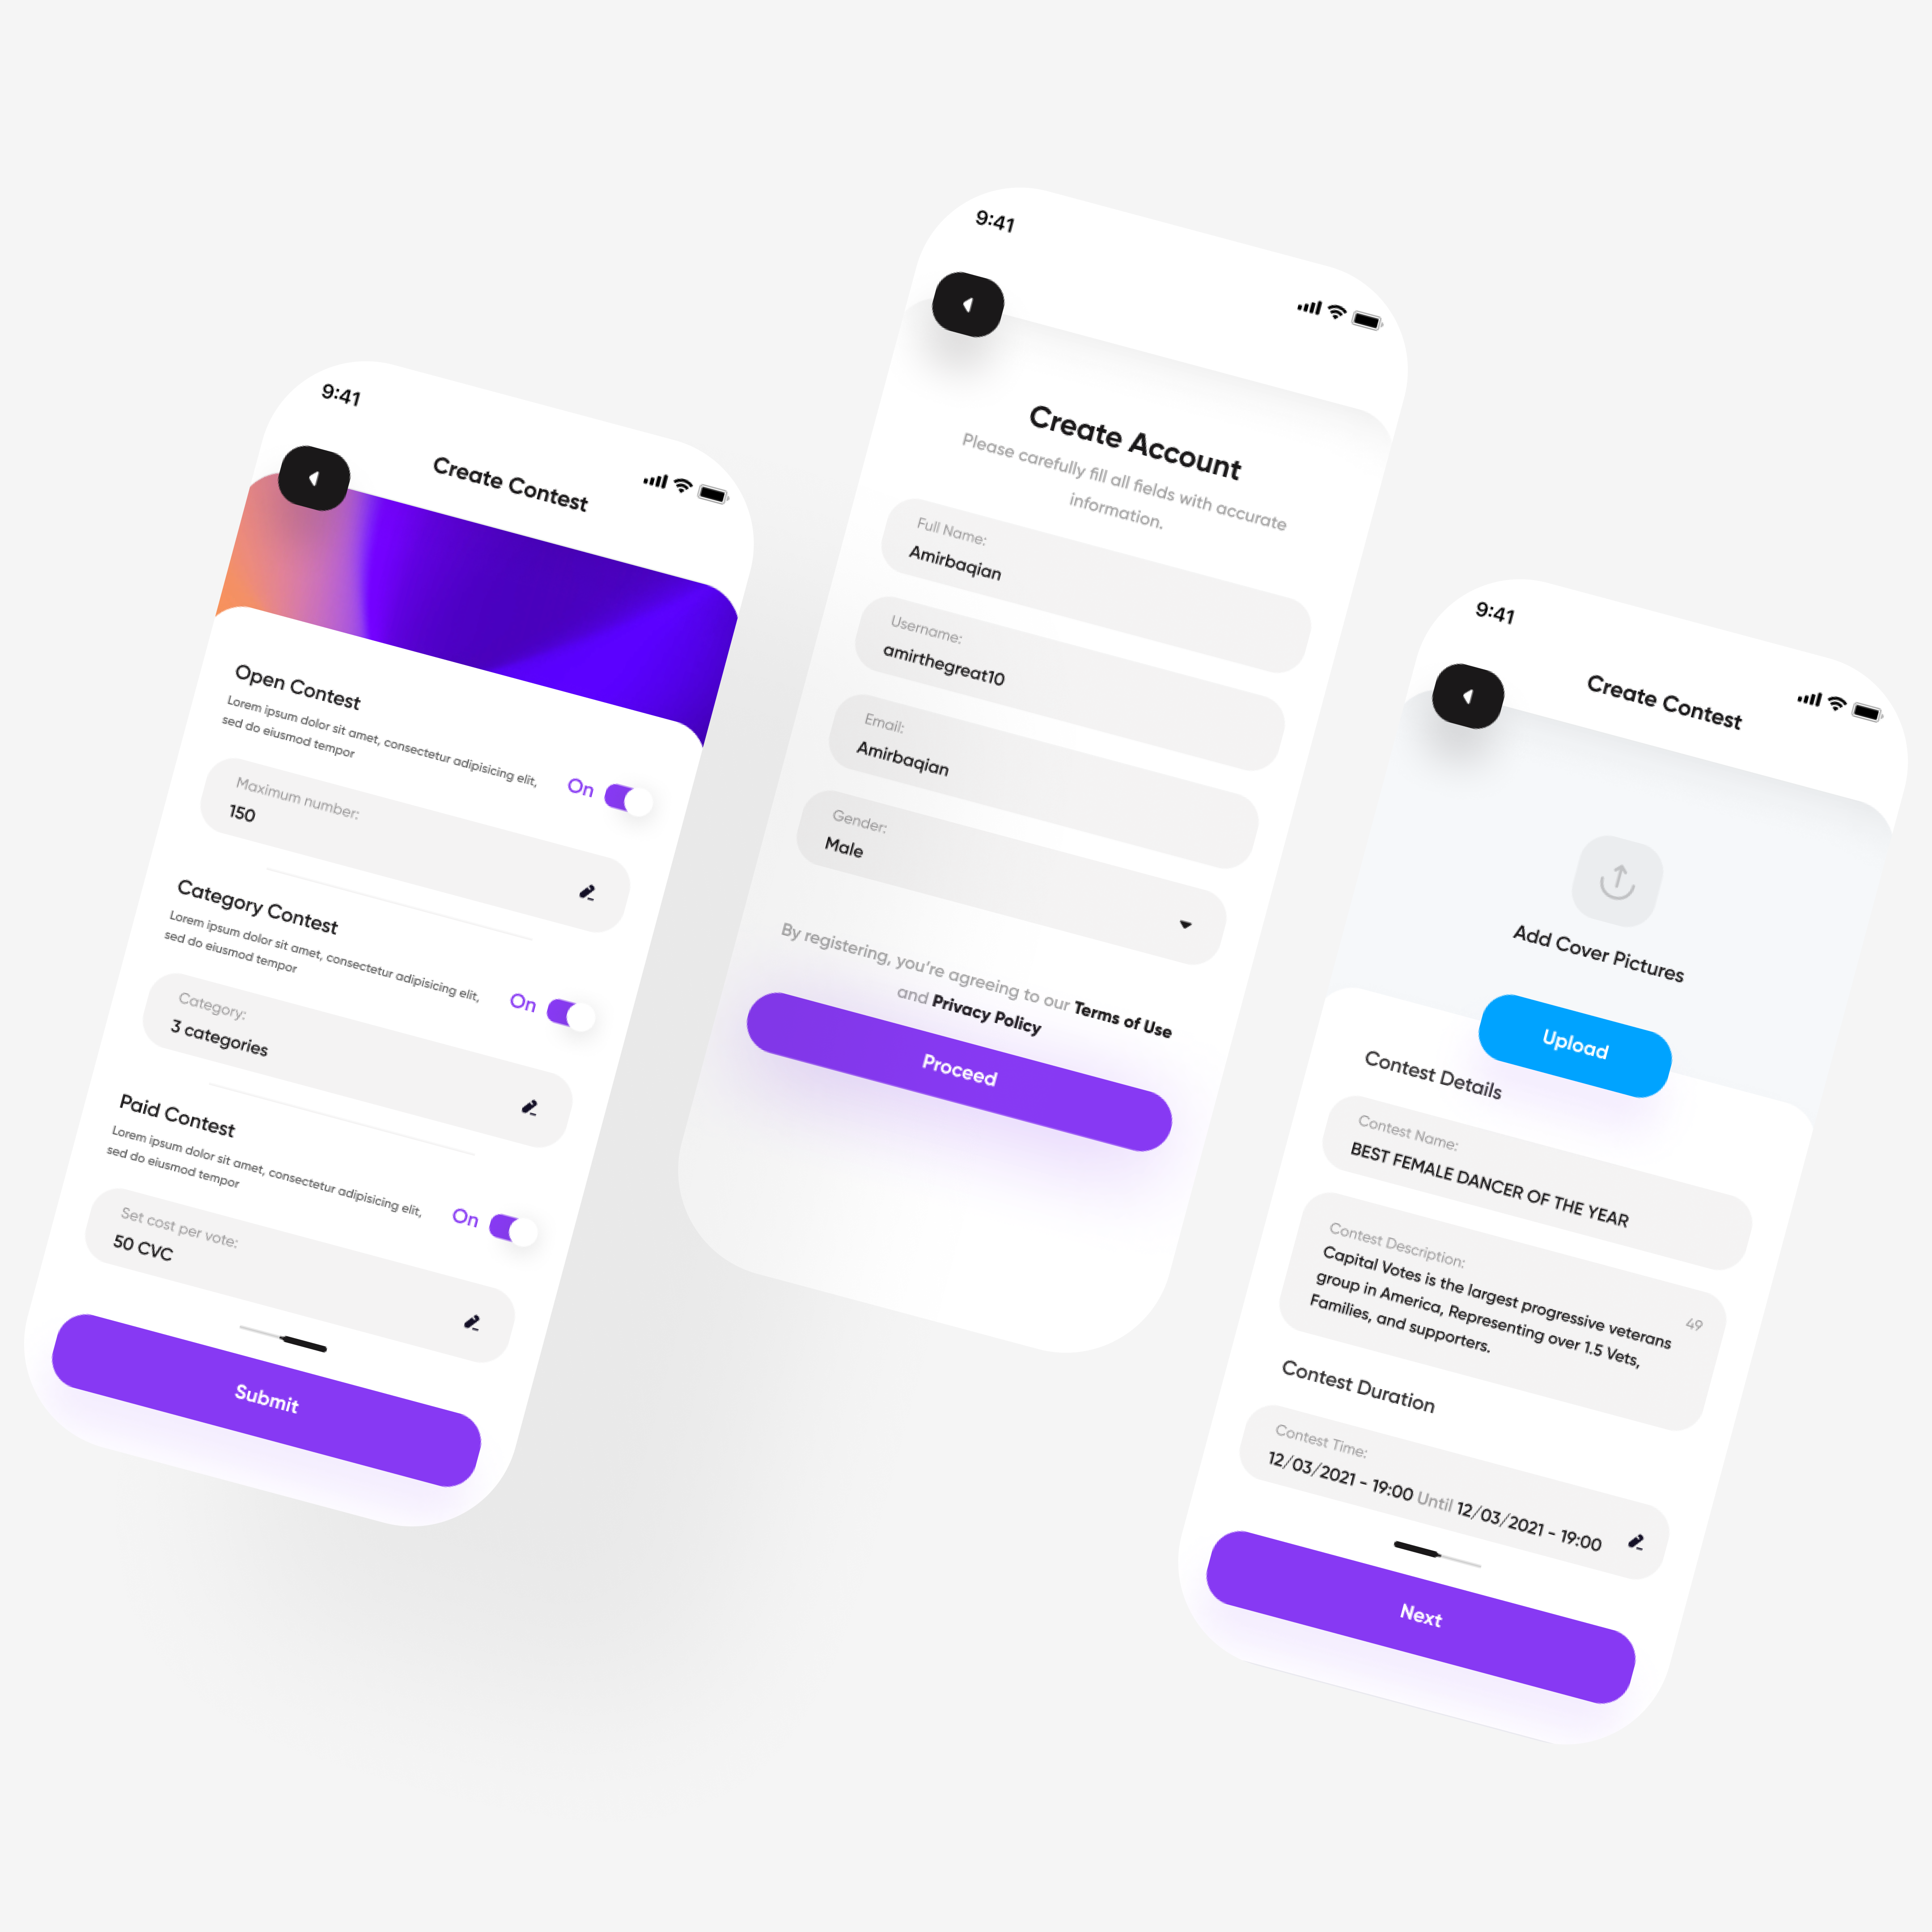 9:41
Create Contest
Open Contest
Lorem ipsum dolor sit amet, consectetur adipisicing elit,
sed do eiusmod tempor
On
Maximum number:
150
Category Contest
Lorem ipsum dolor sit amet, consectetur adipisicing elit,
sed do eiusmod tempor
On
Category:
3 categories
Paid Contest
Lorem ipsum dolor sit amet, consectetur adipisicing elit,
sed do eiusmod tempor
On
Set cost per vote:
50 CVC
Submit
9:41
Create Account
Please carefully fill all fields with accurate
information.
Full Name:
Amirbaqian
Username:
amirthegreat10
Email:
Amirbaqian
Gender:
Male
By registering, you’re agreeing to our Terms of Use
and Privacy Policy
Proceed
9:41
Create Contest
Add Cover Pictures
Upload
Contest Details
Contest Name:
BEST FEMALE DANCER OF THE YEAR
Contest Description:
Capital Votes is the largest progressive veterans
group in America, Representing over 1.5 Vets,
Families, and supporters.
49
Contest Duration
Contest Time:
12/03/2021 - 19:00 Until 12/03/2021 - 19:00
Next